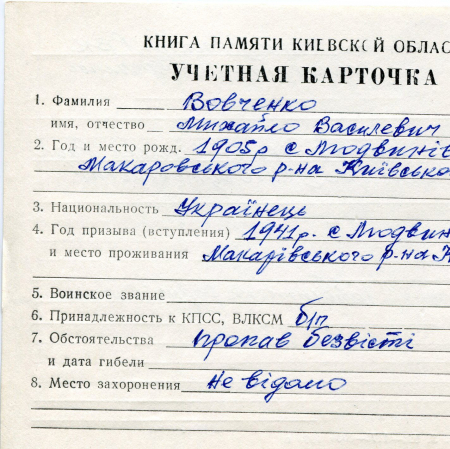 КНИГА ПАМЯТИ КИЕВСКОЙ ОБЛАС
УЧЕТНАЯ КАРТОЧКА
1. Фамилия Вовченко
имя, отчество Михайло Василевич
2. Год и место рожд. 1905р с Людвинів
Макаровського р-на Київсько
3. Национальность Українець
4. Год призыва (вступления) 1941р. с Людвин
и место проживания Макарівського р-на К
5. Воинское звание
6. Принадлежность к КПСС, ВЛКСМ б/п
7. Обстоятельства пропав безвісті
и дата гибели
8. Место захоронения Не відомо